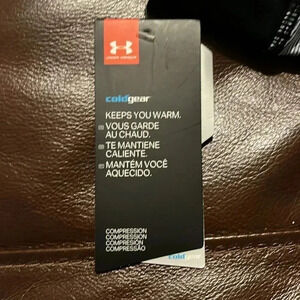 UNDER ARMOUR
coldgear
KEEPS YOU WARM.
VOUS GARDE
AU CHAUD.
TE MANTIENE
CALIENTE.
MANTÉM VOCÊ
AQUECIDO.
COMPRESSION
COMPRESSION
COMPRESIÓN
COMPRESSÃO
coldgear